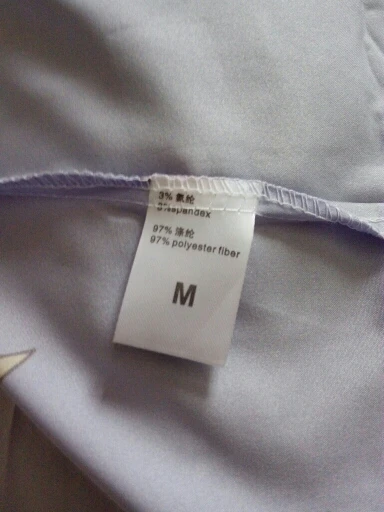 3% 氨纶
3% spandex
97% 涤纶
97% polyester fiber
M